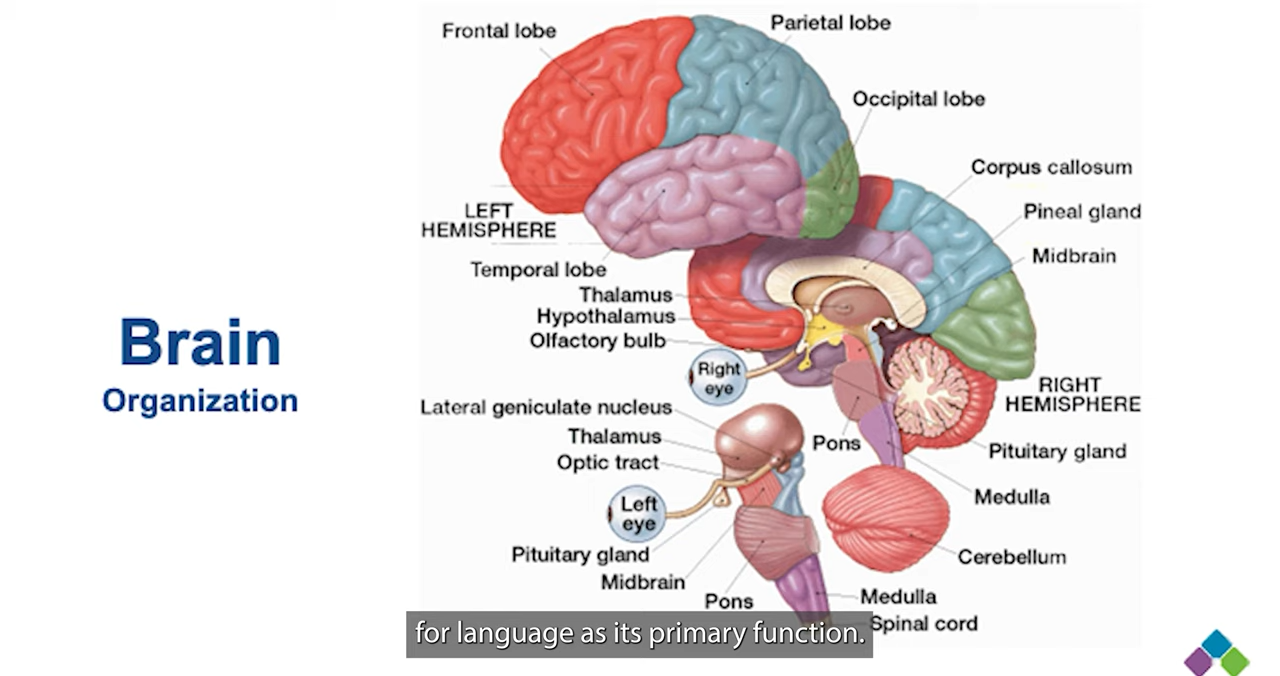 Frontal lobe
Parietal lobe
Occipital lobe
Corpus callosum
LEFT
HEMISPHERE
Pineal gland
Midbrain
Temporal lobe
Thalamus
Hypothalamus
Olfactory bulb
Right
eye
Brain
Organization
RIGHT
HEMISPHERE
Lateral geniculate nucleus
Thalamus
Optic tract
Pons
Pituitary gland
Left
eye
Medulla
Pituitary gland
Midbrain
Pons
Cerebellum
Medulla
Spinal cord
for language as its primary function.